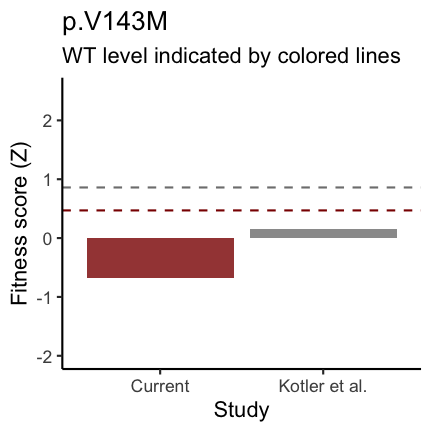 p.V143M
WT level indicated by colored lines
Fitness score (Z)
2
1
0
-1
-2
Current
Kotler et al.
Study